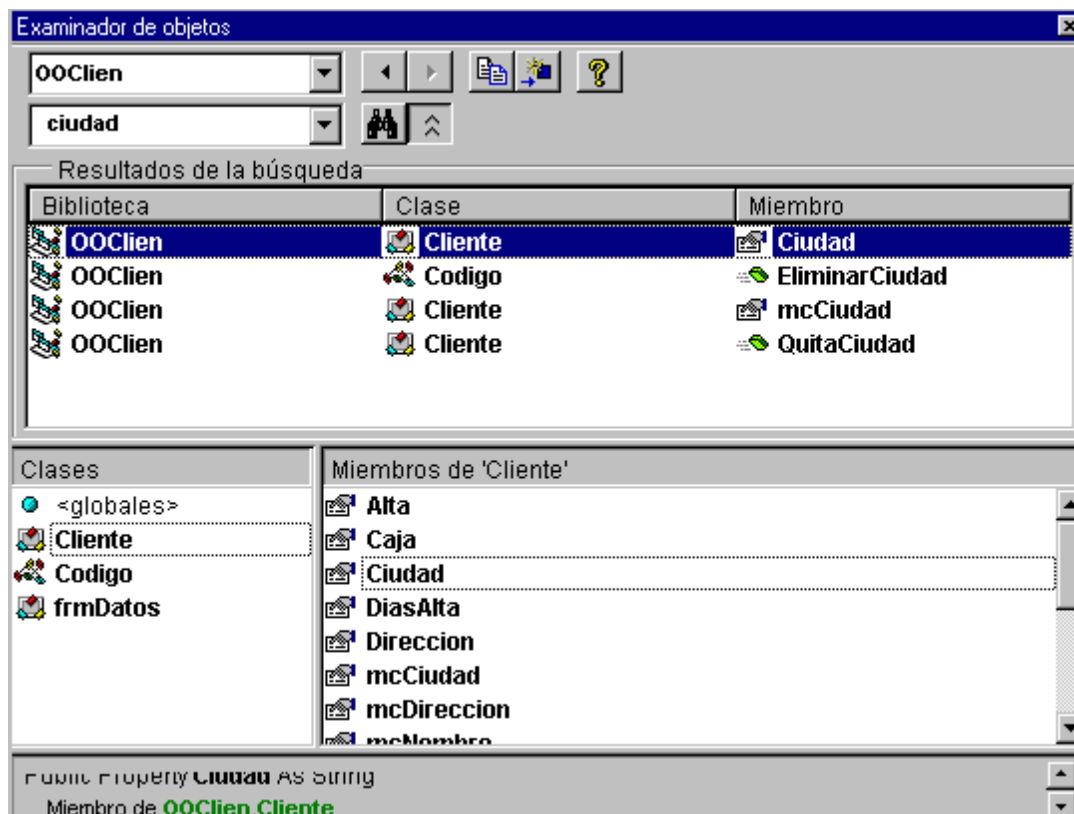 Examinador de objetos
OOClien
ciudad
Resultados de la búsqueda
Biblioteca Clase Miembro
OOClien Cliente Ciudad
OOClien Codigo EliminarCiudad
OOClien Cliente mcCiudad
OOClien Cliente QuitaCiudad
Clases
<globales>
Cliente
Codigo
frmDatos
Miembros de 'Cliente'
Alta
Caja
Ciudad
DiasAlta
Direccion
mcCiudad
mcDireccion
mcNombre
Public Property Ciudad As String
Miembro de OOClien.Cliente